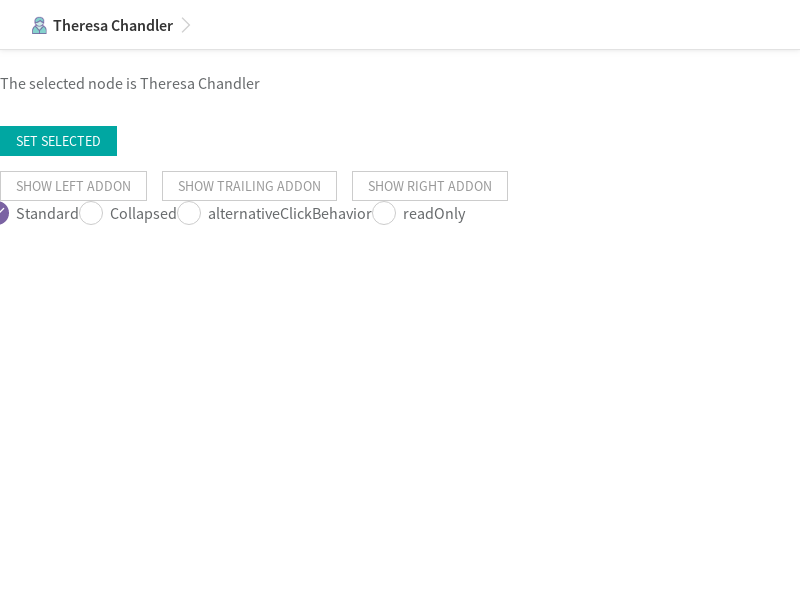 Theresa Chandler
The selected node is Theresa Chandler
SET SELECTED
SHOW LEFT ADDON SHOW TRAILING ADDON SHOW RIGHT ADDON
Standard Collapsed alternativeClickBehavior readOnly